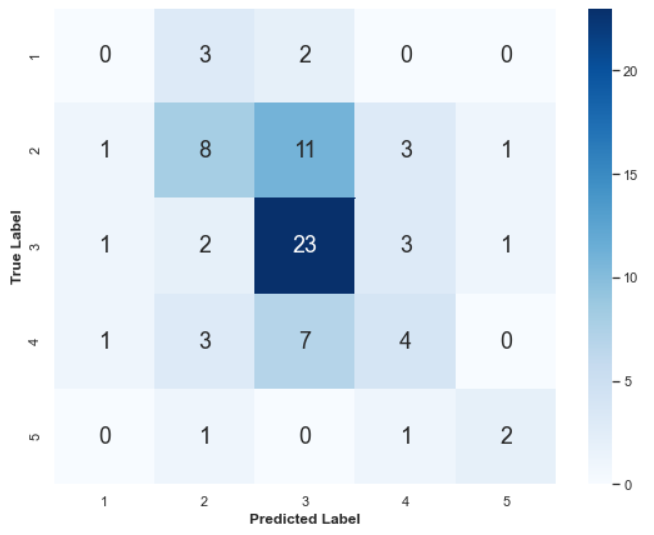 1 0 3 2 0 0
2 1 8 11 3 1
3 1 2 23 3 1
4 1 3 7 4 0
5 0 1 0 1 2
1 2 3 4 5
Predicted Label
True Label
20
15
10
5
0